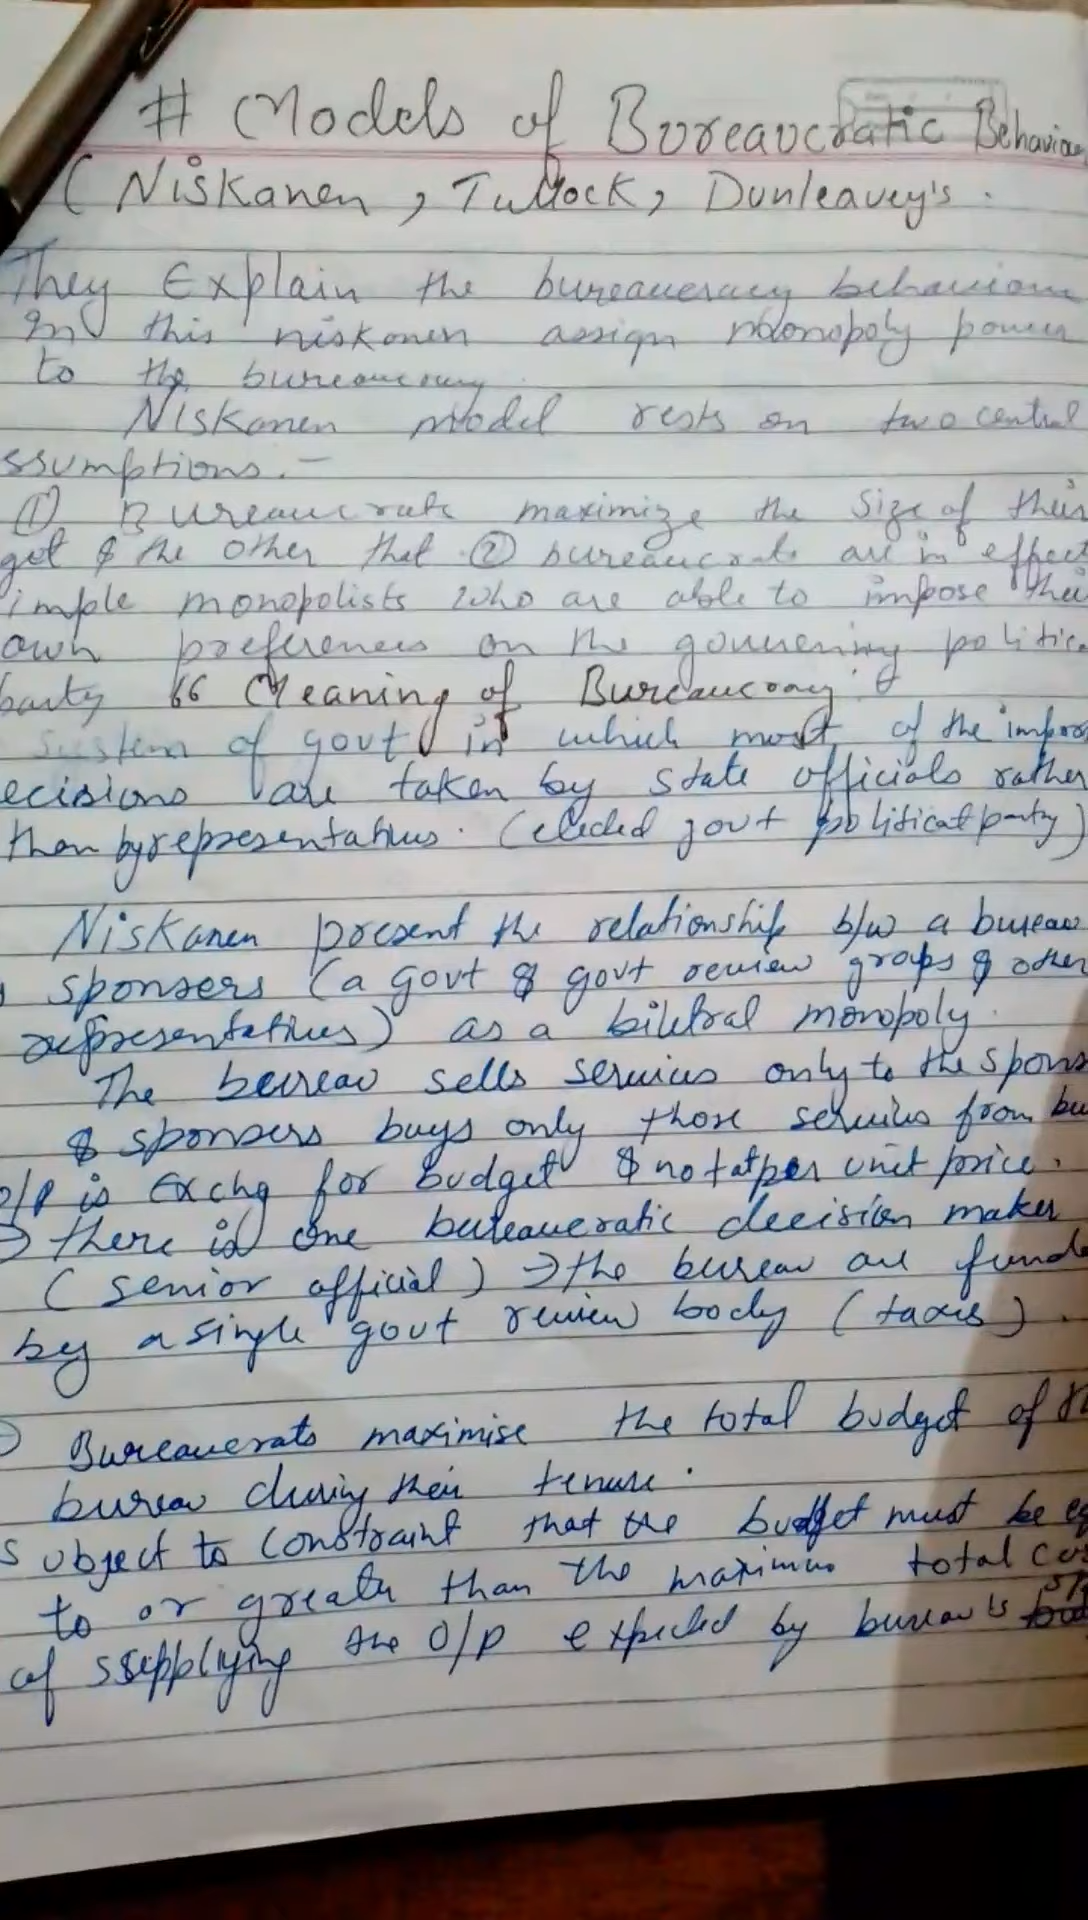 # Models of Bureaucratic Behaviour
( Niskanen , Tullock , Dunleavey's .
They Explain the bureaucracy behaviour
In this niskanen assign monopoly power
to the bureaucracy.
Niskanen model rests on two central
ssumptions. -
① Bureaucrats maximize the size of their
get & the other that ② bureaucrats are in effect
imple monopolists who are able to impose their
own preferences on the governing politica
party " Meaning of Bureaucracy
System of govt in which most of the impor
ecisions are taken by state officials rather
than by representatives. (elected govt political party)
Niskanen present the relationship b/w a bureau
sponsers (a govt & govt review groups & other
representatives) as a biletral monopoly.
The bureau sells services only to the spons
& sponsers buys only those services from bu
o/p is Exchg for budget & not at per unit price.
→ there is one bureaucratic decision maker
( senior official ) → the bureau are funde
by a single govt review body ( taxes ) .
Bureaucrats maximise the total budget of th
bureau during their tenure .
Subject to constraint that the budget must be eq
to or greater than the maximum total cos
of supplying the o/p expected by bureau's